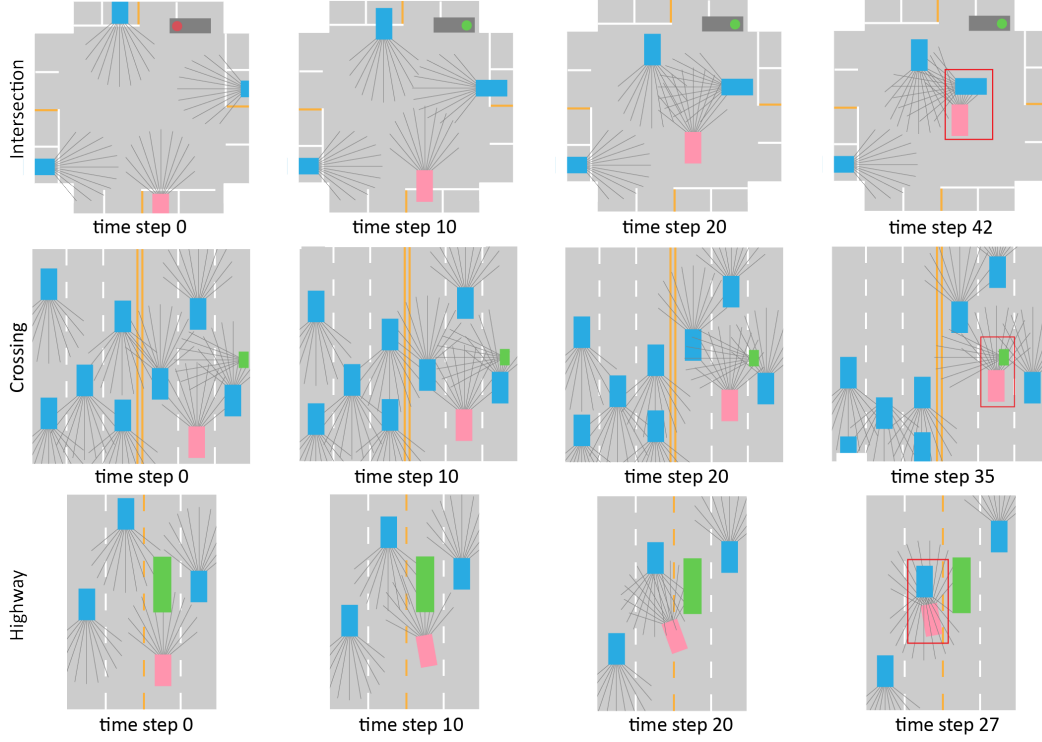 Intersection
time step 0
time step 10
time step 20
time step 42
Crossing
time step 0
time step 10
time step 20
time step 35
Highway
time step 0
time step 10
time step 20
time step 27